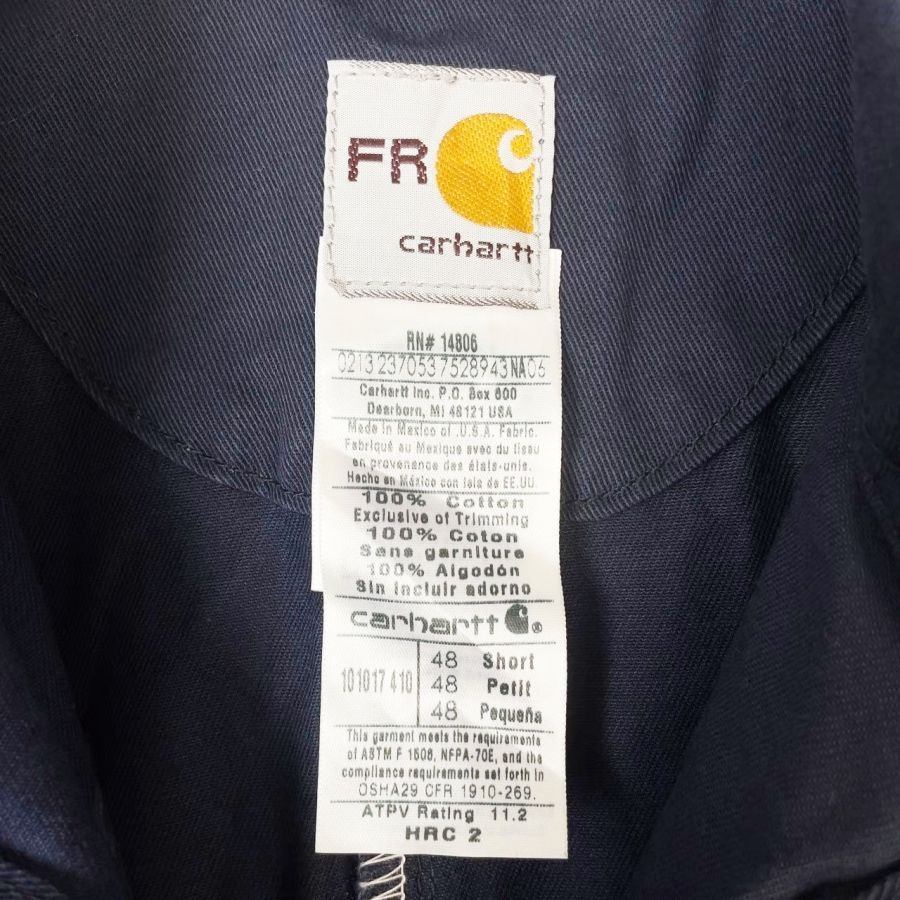 FR
carhartt
RN# 14806
0213 237053 7528943 NA06
Carhartt Inc. P.O. Box 600
Dearborn, MI 48121 USA
Made in Mexico of .U.S.A. Fabric.
Fabriqué au Mexique avec du tissu
en provenance des états-unis.
Hecho en México con tela de EE.UU.
100% Cotton
Exclusive of Trimming
100% Coton
Sans garniture
100% Algodón
Sin incluir adorno
carhartt ®
101017 410
48 Short
48 Petit
48 Pequeña
This garment meets the requirements
of ASTM F 1506, NFPA-70E, and the
compliance requirements set forth in
OSHA29 CFR 1910-269.
ATPV Rating 11.2
HRC 2